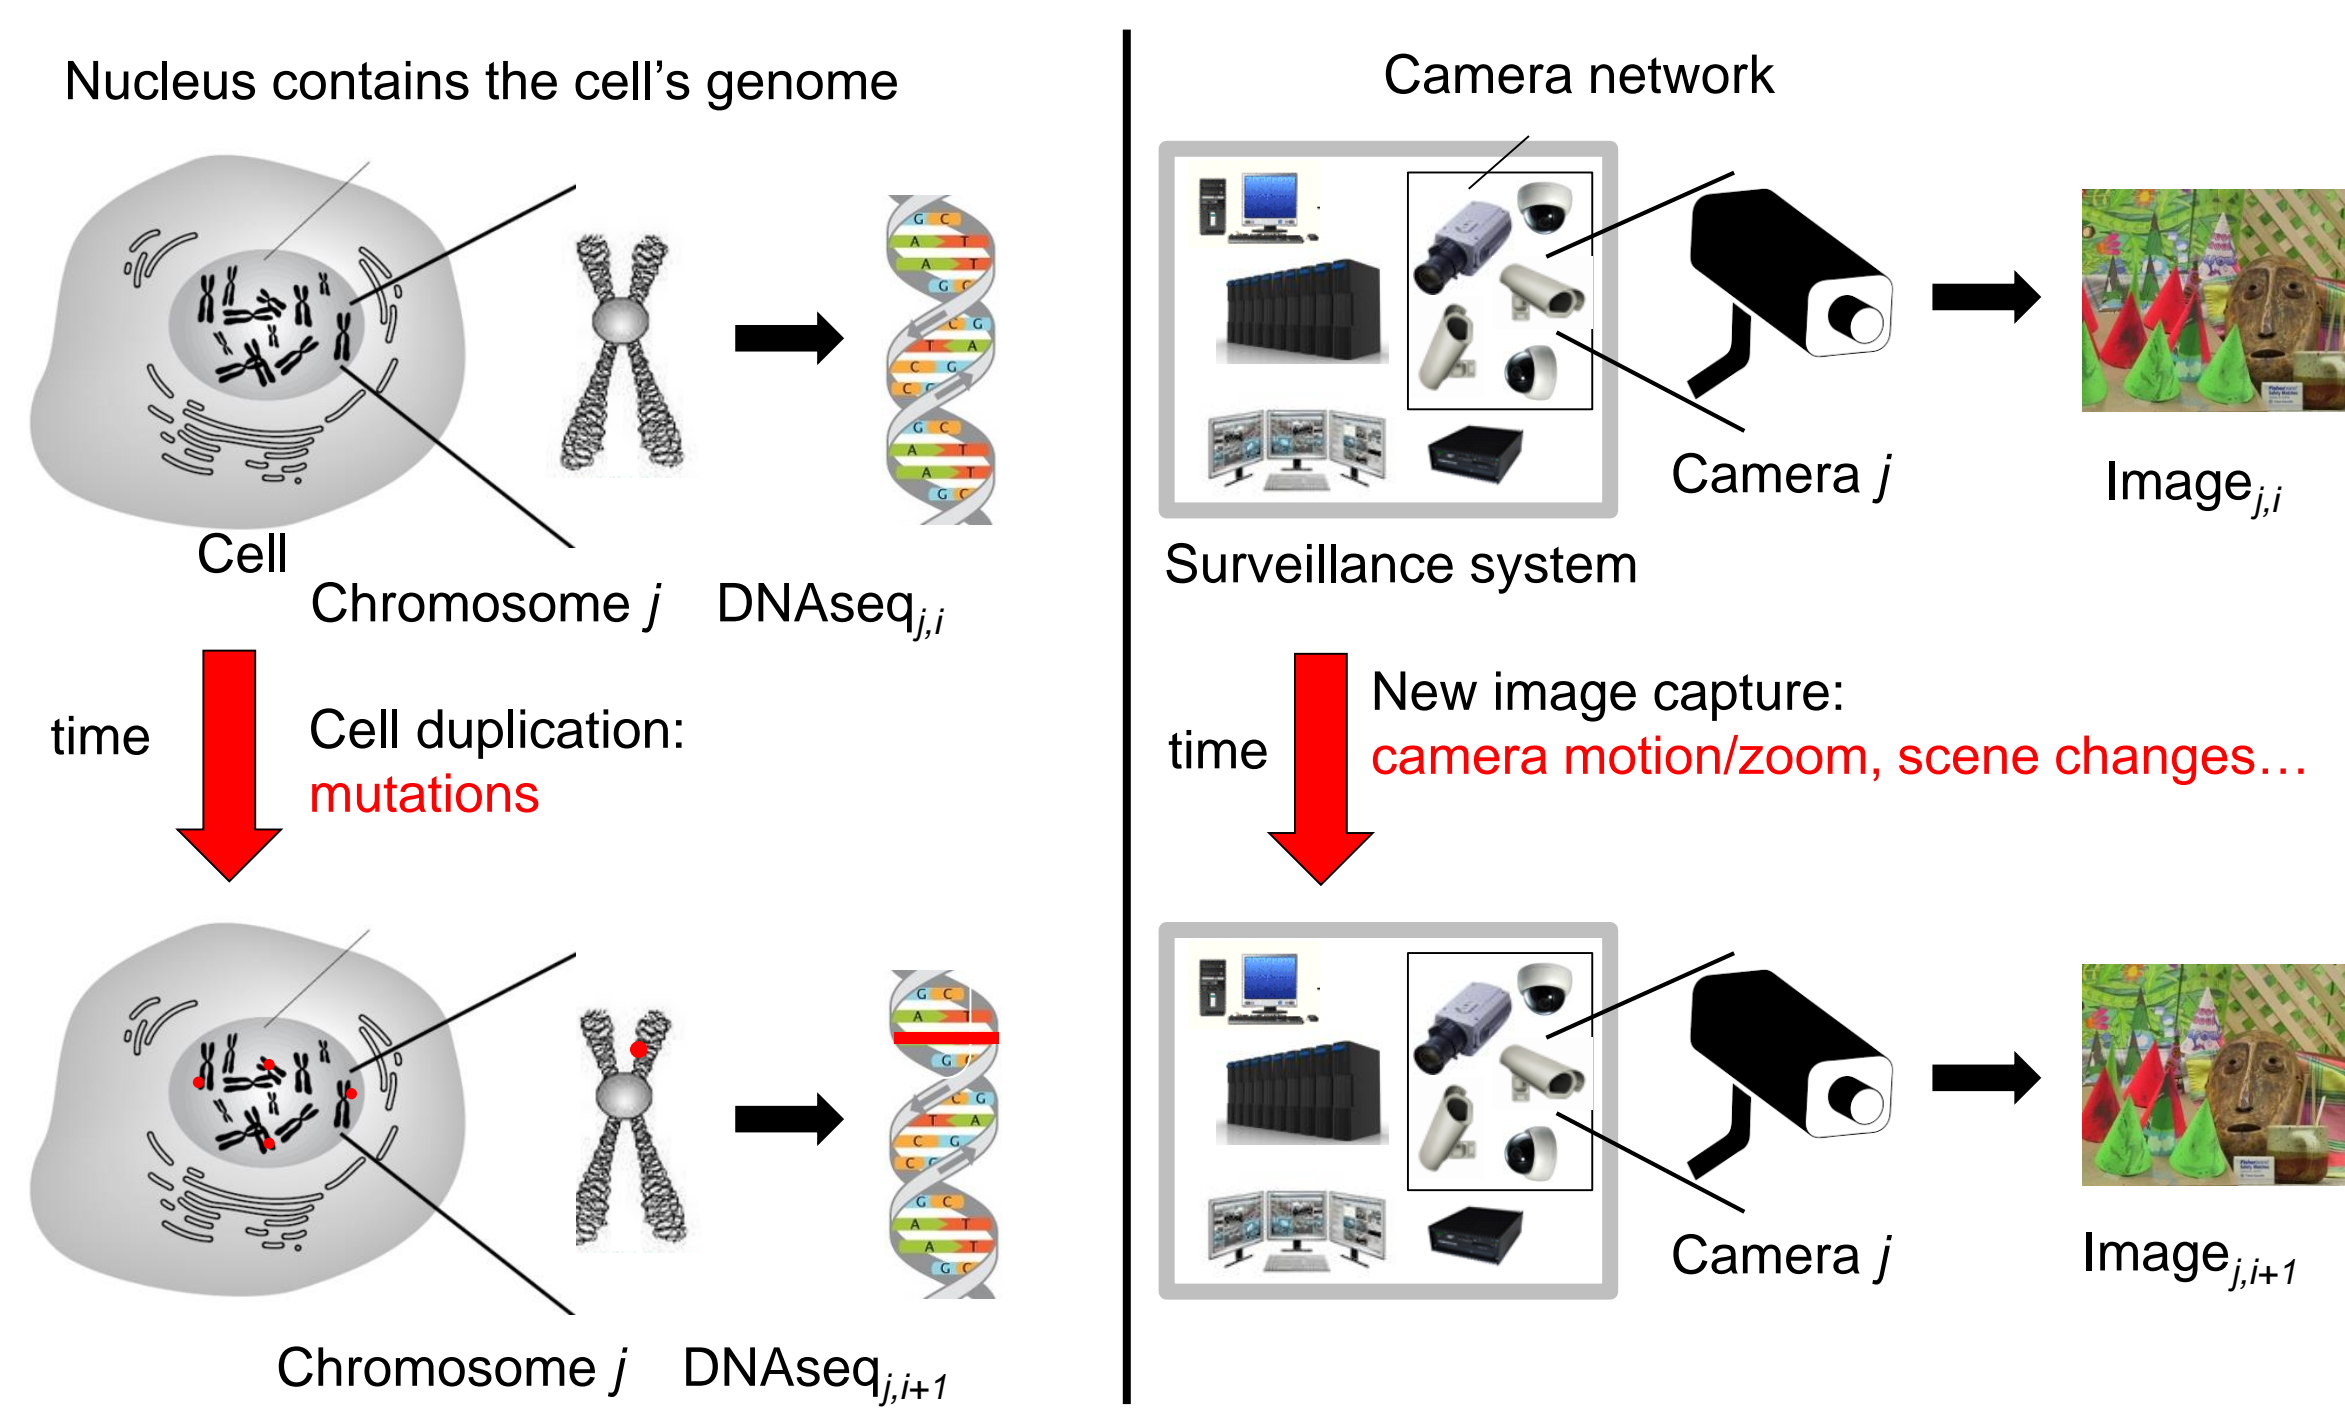 Nucleus contains the cell’s genome
G C
A T
A T
G C
C G
T A
C G
C G
G C
A T
A T
G C
Cell
Chromosome j
DNAseqj,i
time
Cell duplication:
mutations
G C
A T
G
C G
T A
C G
C G
G C
A T
A T
G C
Chromosome j
DNAseqj,i+1
Camera network
Surveillance system
Camera j
Imagej,i
time
New image capture:
camera motion/zoom, scene changes…
Camera j
Imagej,i+1